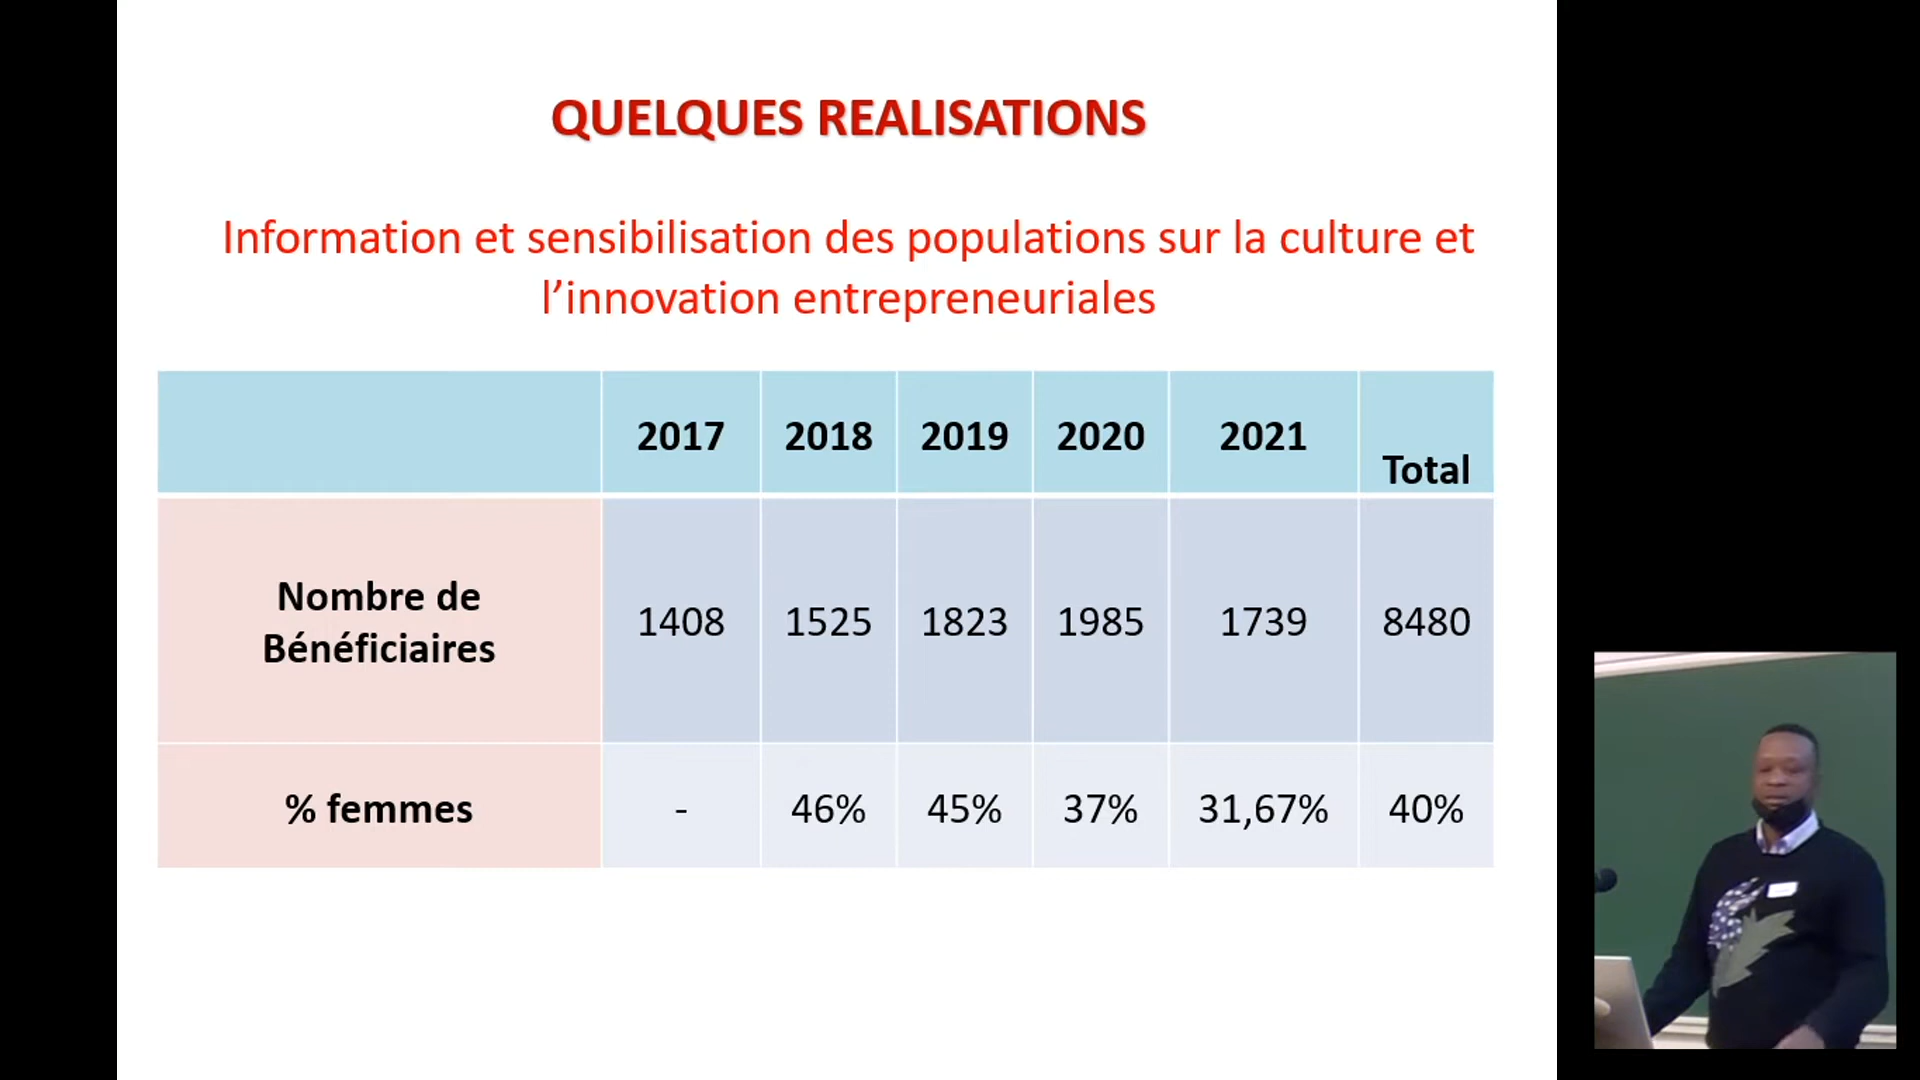 QUELQUES REALISATIONS
Information et sensibilisation des populations sur la culture et
l’innovation entrepreneuriales
2017 2018 2019 2020 2021 Total
Nombre de
Bénéficiaires
1408 1525 1823 1985 1739 8480
% femmes - 46% 45% 37% 31,67% 40%